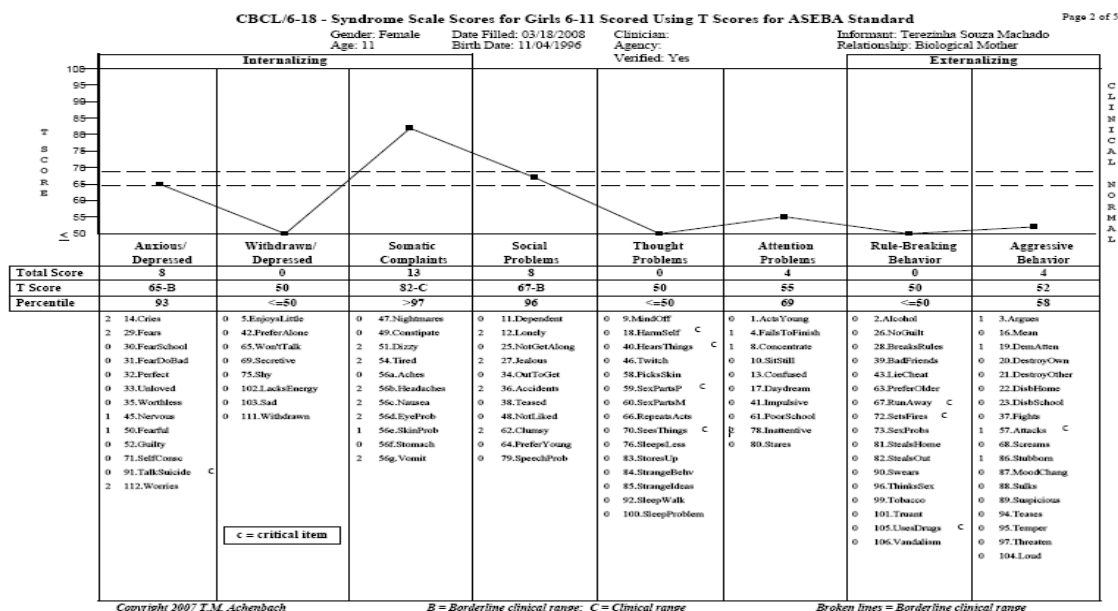 CBCL/6-18 - Syndrome Scale Scores for Girls 6-11 Scored Using T Scores for ASEBA Standard
Page 2 of 5
Gender: Female Date Filled: 03/18/2008 Clinician: Informant: Terezinha Souza Machado
Age: 11 Birth Date: 11/04/1996 Agency: Relationship: Biological Mother
Verified: Yes
Internalizing Externalizing
100
95
90
85
80
75
70
65
60
55
50
T SCORE
CLINICAL
NORMAL
Anxious/ Withdrawn/ Somatic Social Thought Attention Rule-Breaking Aggressive
Depressed Depressed Complaints Problems Problems Problems Behavior Behavior
Total Score 8 0 13 8 0 4 0 4
T Score 65-B 50 82-C 67-B 50 55 50 52
Percentile 93 <=50 >97 96 <=50 69 <=50 58
2 14.Cries
2 29.Fears
0 30.FearSchool
0 31.FearDoBad
0 32.Perfect
0 33.Unloved
0 35.Worthless
1 45.Nervous
1 50.Fearful
0 52.Guilty
0 71.SelfConsc
0 91.TalkSuicide C
2 112.Worries
0 5.EnjoysLittle
0 42.PreferAlone
0 65.Won'tTalk
0 69.Secretive
0 75.Shy
0 102.LacksEnergy
0 103.Sad
0 111.Withdrawn
c = critical item
0 47.Nightmares
0 49.Constipate
2 51.Dizzy
2 54.Tired
0 56a.Aches
2 56b.Headaches
2 56c.Nausea
2 56d.EyeProb
1 56e.SkinProb
0 56f.Stomach
2 56g.Vomit
0 11.Dependent
2 12.Lonely
0 25.NotGetAlong
2 27.Jealous
0 34.OutToGet
2 36.Accidents
0 38.Teased
0 48.NotLiked
2 62.Clumsy
0 64.PreferYoung
0 79.SpeechProb
0 9.MindOff
0 18.HarmSelf C
0 40.HearsThings C
0 46.Twitch
0 58.PicksSkin
0 59.SexPartsP C
0 60.SexPartsM
0 66.RepeatsActs
0 70.SeesThings C
0 76.SleepsLess
0 83.StoresUp
0 84.StrangeBehv
0 85.StrangeIdeas
0 92.SleepWalk
0 100.SleepProblem
0 1.ActsYoung
1 4.FailsToFinish
1 8.Concentrate
0 10.SitStill
0 13.Confused
0 17.Daydream
0 41.Impulsive
0 61.PoorSchool
2 78.Inattentive
0 80.Stares
0 2.Alcohol
0 26.NoGuilt
0 28.BreaksRules
0 39.BadFriends
0 43.LieCheat
0 63.PreferOlder
0 67.RunAway C
0 72.SetsFires C
0 73.SexProbs
0 81.StealsHome
0 82.StealsOut
0 90.Swears
0 96.ThinksSex
0 99.Tobacco
0 101.Truant
0 105.UsesDrugs C
0 106.Vandalism
1 3.Argues
0 16.Mean
1 19.DemAtten
0 20.DestroyOwn
0 21.DestroyOther
0 22.DisbHome
0 23.DisbSchool
0 37.Fights
1 57.Attacks C
0 68.Screams
1 86.Stubborn
0 87.MoodChang
0 88.Sulks
0 89.Suspicious
0 94.Teases
0 95.Temper
0 97.Threaten
0 104.Loud
Copyright 2007 T.M. Achenbach B = Borderline clinical range; C = Clinical range Broken lines = Borderline clinical range